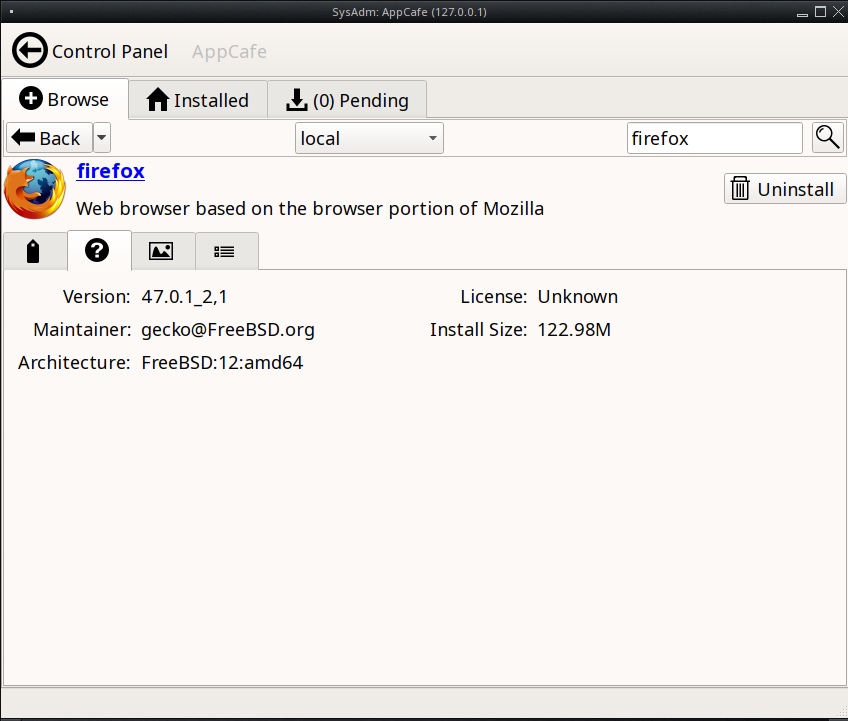 SysAdm: AppCafe (127.0.0.1)
Control Panel AppCafe
Browse Installed (0) Pending
Back local firefox
firefox
Uninstall
Web browser based on the browser portion of Mozilla
Version: 47.0.1_2,1 License: Unknown
Maintainer: gecko@FreeBSD.org Install Size: 122.98M
Architecture: FreeBSD:12:amd64